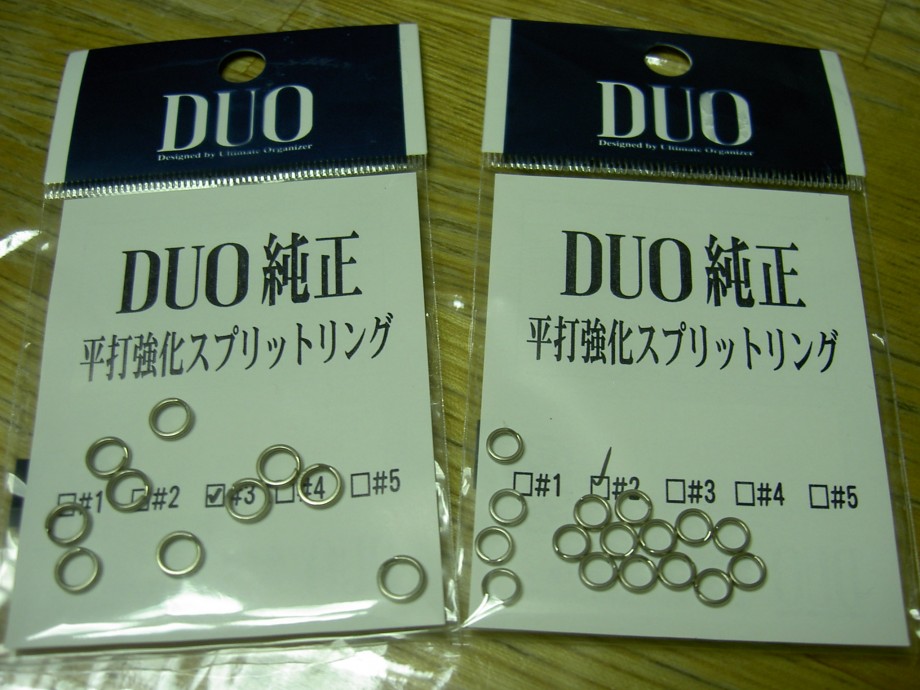 DUO
Designed by Ultimate Organizer
DUO純正
平打強化スプリットリング
□#1 □#2 ☑#3 □#4 □#5
DUO
Designed by Ultimate Organizer
DUO純正
平打強化スプリットリング
□#1 ☑#2 □#3 □#4 □#5